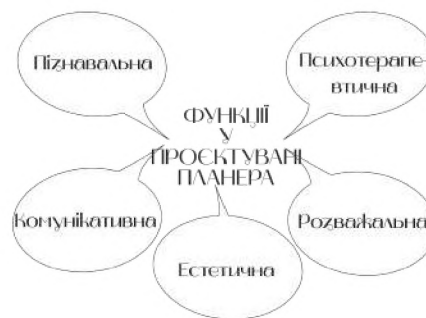 Пізнавальна
Психотерапе-
втична
ФУНКЦІЇ
У
ПРОЄКТУВАНІ
ПЛАНЕРА
Комунікативна
Розважальна
Естетична